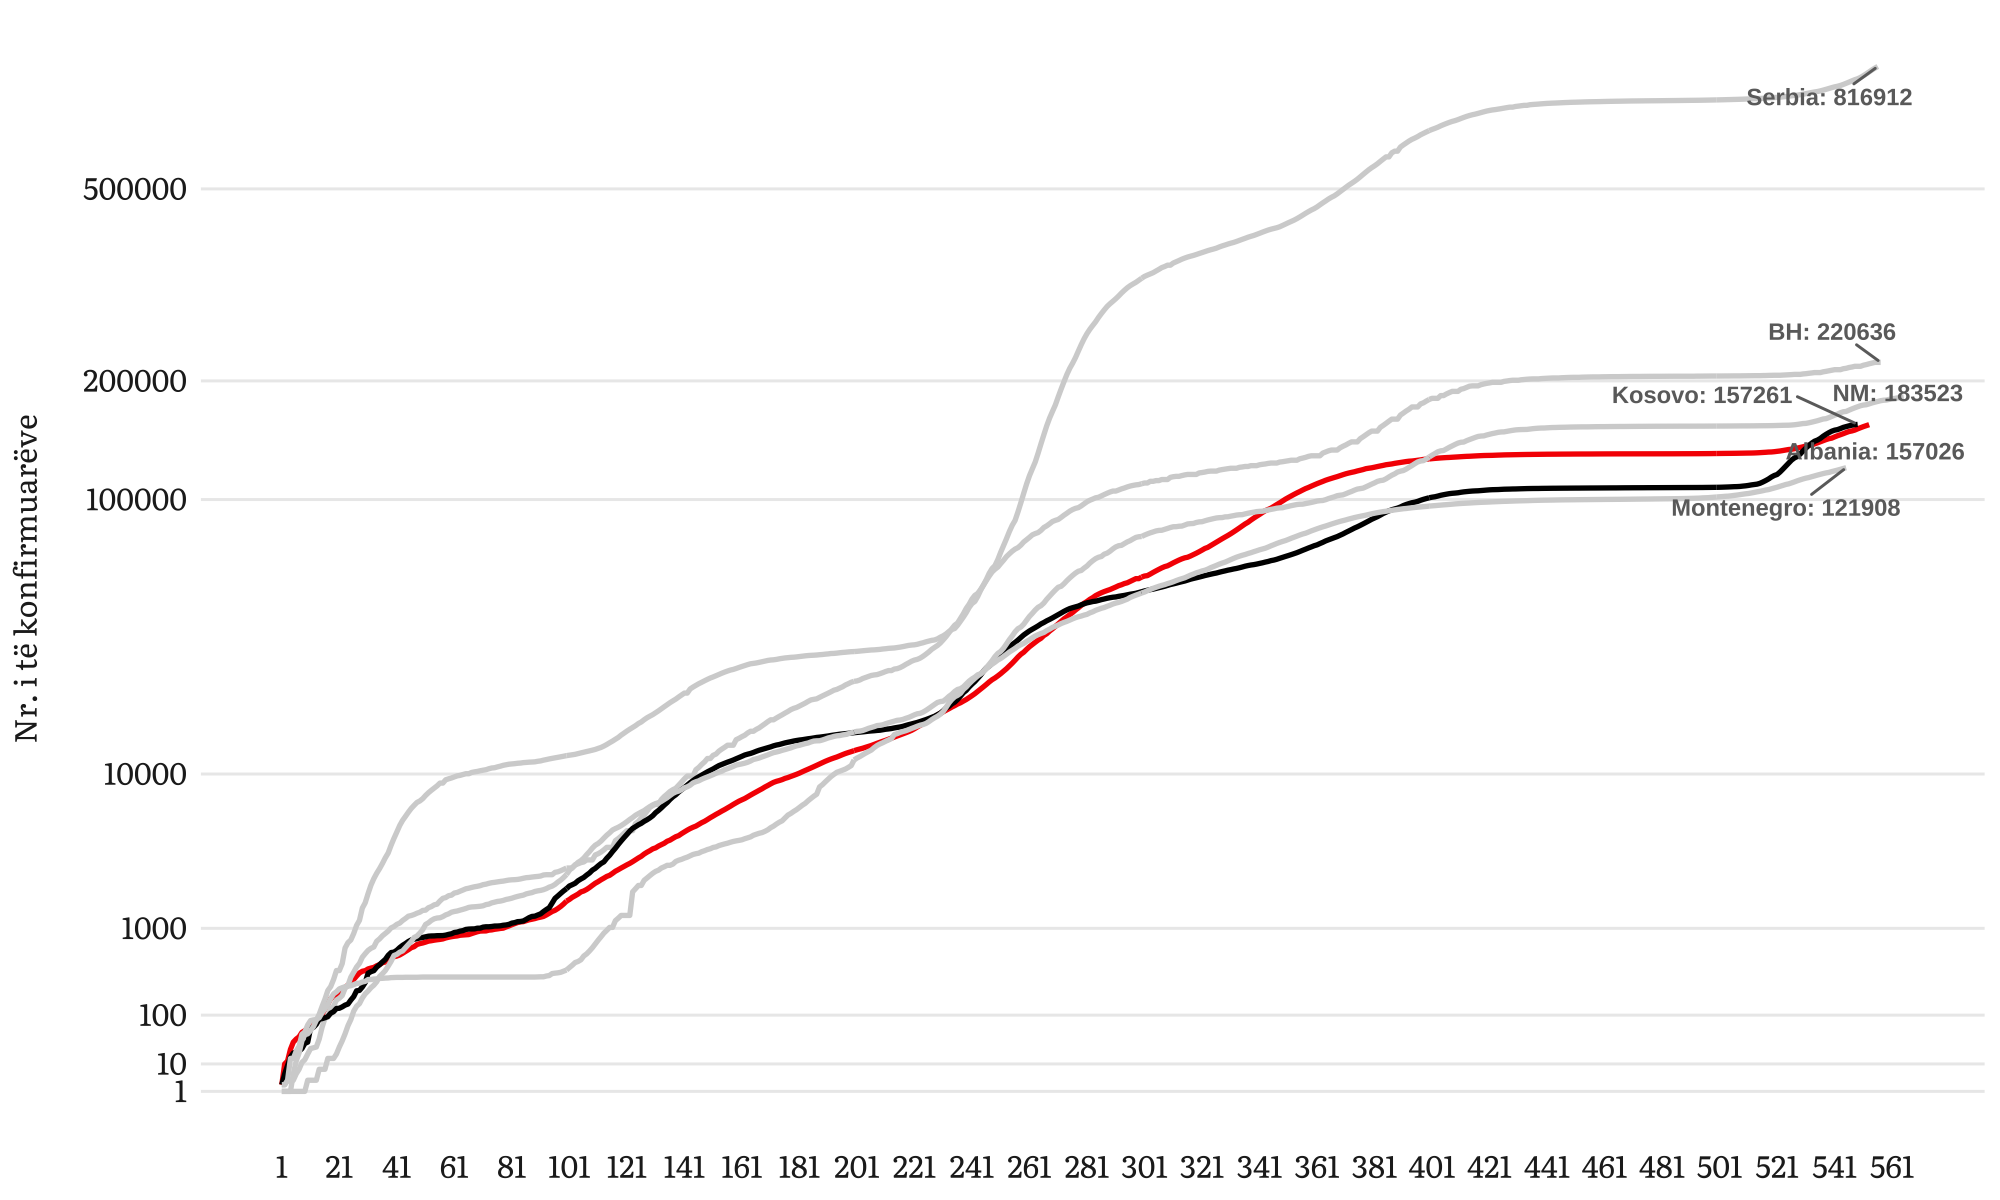 Serbia: 816912
500000
BH: 220636
200000
Kosovo: 157261
NM: 183523
Albania: 157026
100000
Montenegro: 121908
Nr. i të konfirmuarëve
10000
1000
100
10
1
1 21 41 61 81 101 121 141 161 181 201 221 241 261 281 301 321 341 361 381 401 421 441 461 481 501 521 541 561